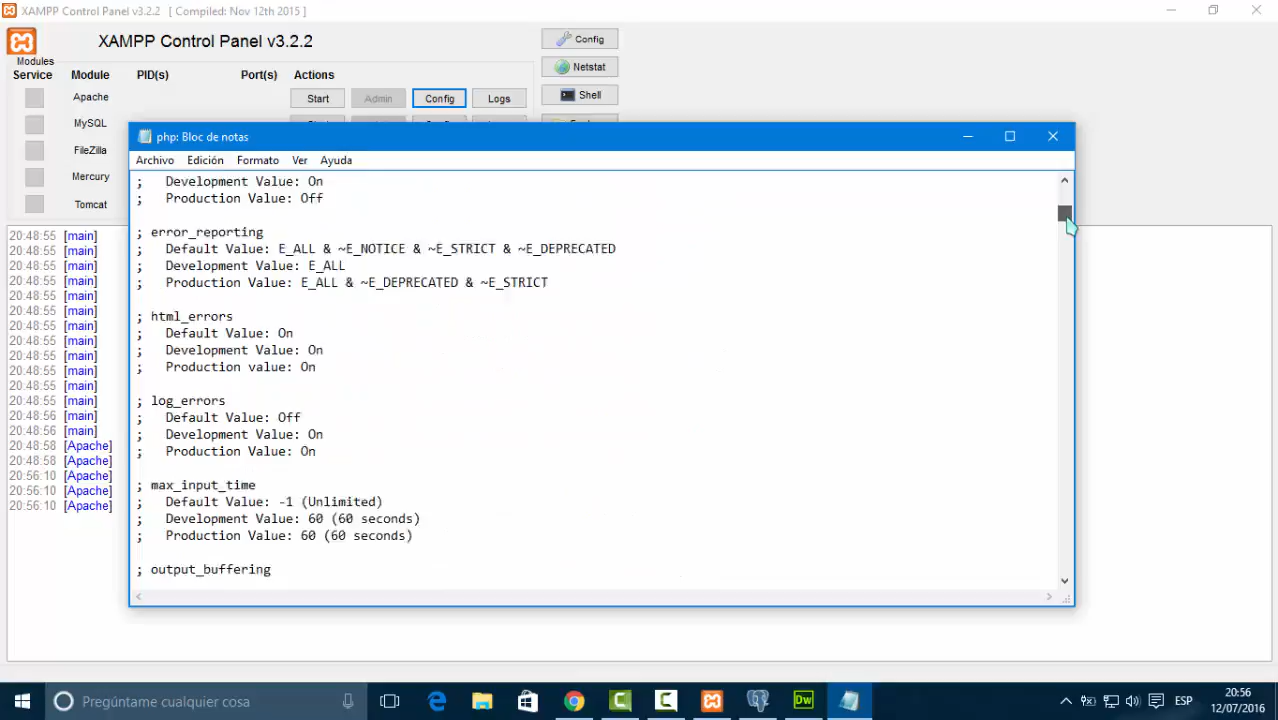 XAMPP Control Panel v3.2.2 [ Compiled: Nov 12th 2015 ]
XAMPP Control Panel v3.2.2
Config
Modules
Service Module PID(s) Port(s) Actions
Netstat
Apache Start Admin Config Logs Shell
MySQL
FileZilla
Mercury
Tomcat
php: Bloc de notas
Archivo Edición Formato Ver Ayuda
;   Development Value: On
;   Production Value: Off
; error_reporting
;   Default Value: E_ALL & ~E_NOTICE & ~E_STRICT & ~E_DEPRECATED
;   Development Value: E_ALL
;   Production Value: E_ALL & ~E_DEPRECATED & ~E_STRICT
; html_errors
;   Default Value: On
;   Development Value: On
;   Production value: On
; log_errors
;   Default Value: Off
;   Development Value: On
;   Production Value: On
; max_input_time
;   Default Value: -1 (Unlimited)
;   Development Value: 60 (60 seconds)
;   Production Value: 60 (60 seconds)
; output_buffering
20:48:55 [main]
20:48:55 [main]
20:48:55 [main]
20:48:55 [main]
20:48:55 [main]
20:48:55 [main]
20:48:55 [main]
20:48:55 [main]
20:48:55 [main]
20:48:55 [main]
20:48:55 [main]
20:48:55 [main]
20:48:56 [main]
20:48:56 [main]
20:48:58 [Apache]
20:48:58 [Apache]
20:56:10 [Apache]
20:56:10 [Apache]
20:56:10 [Apache]
Pregúntame cualquier cosa
Dw
ESP
20:56
12/07/2016